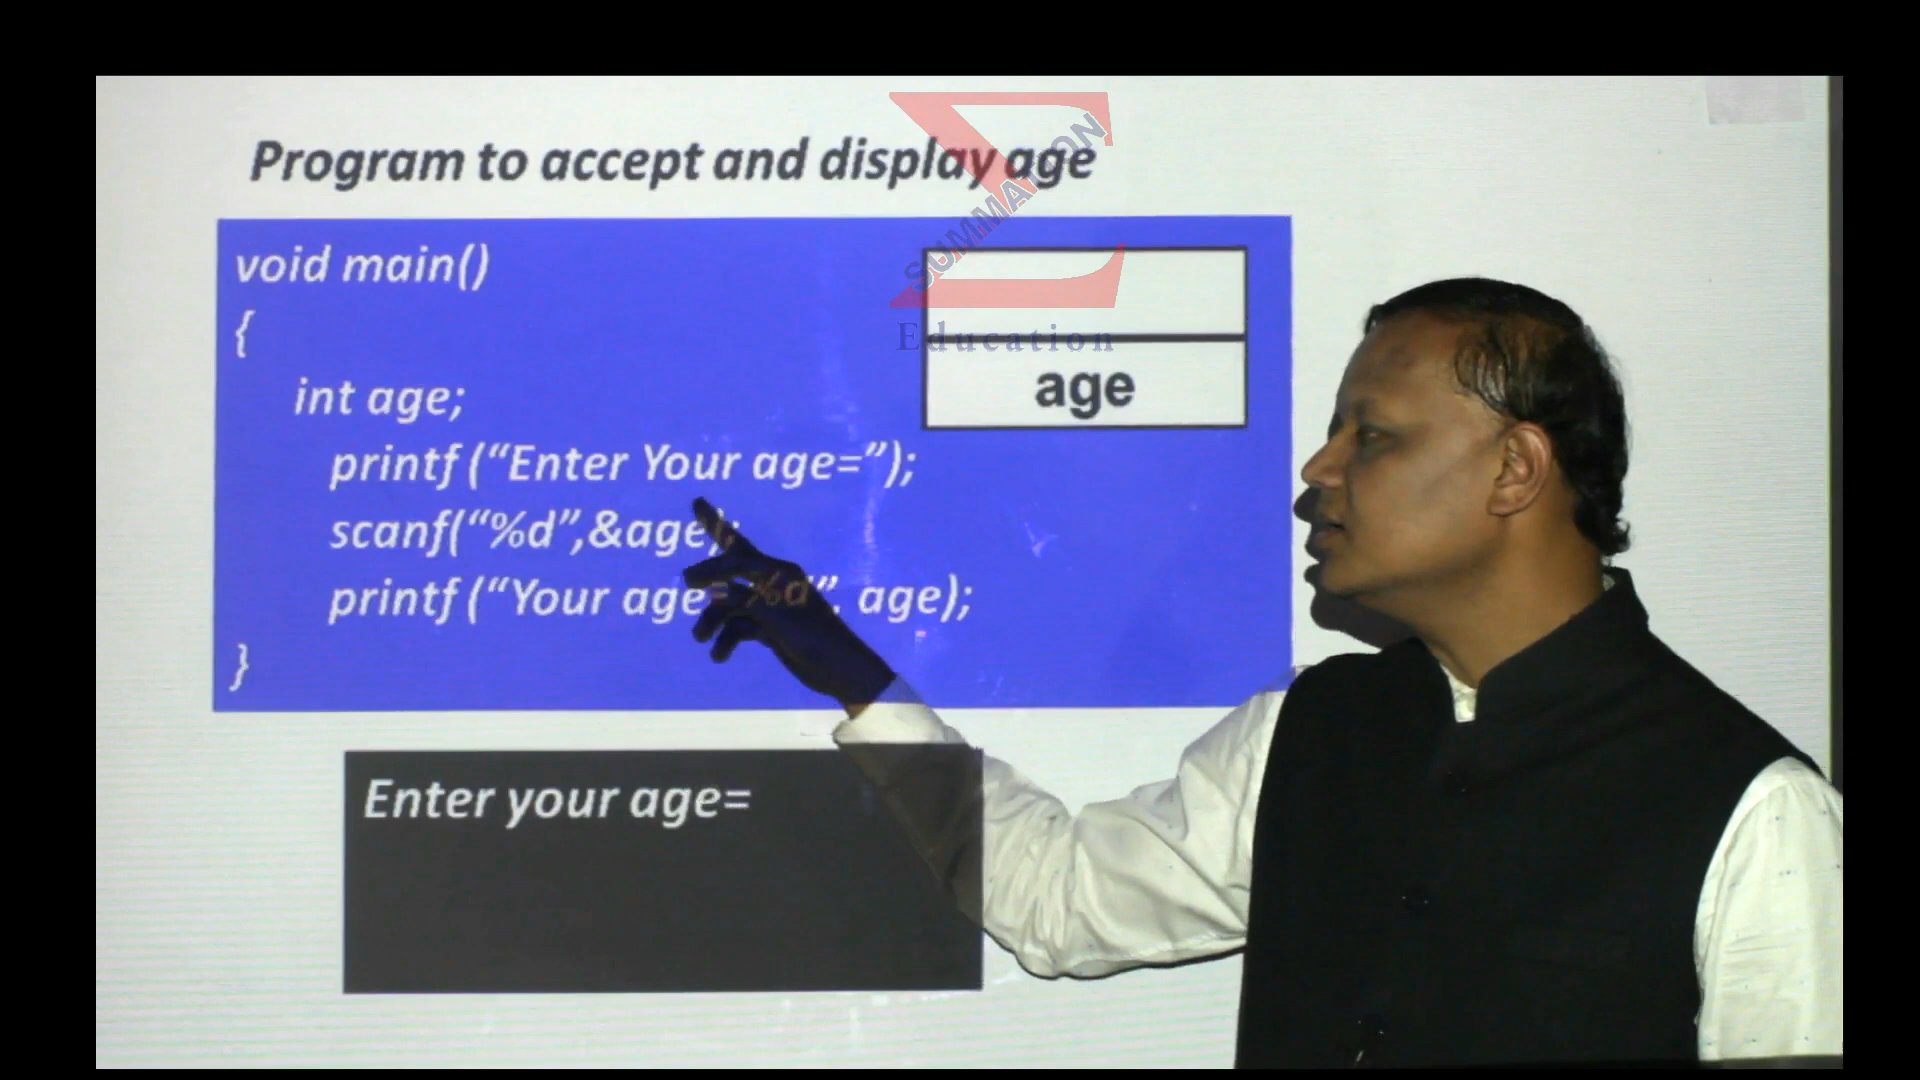 Program to accept and display age
SUMMATION
Education
void main()
{
int age;
age
printf (“Enter Your age=”);
scanf(“%d”,&age);
printf (“Your age= %d”, age);
}
Enter your age=